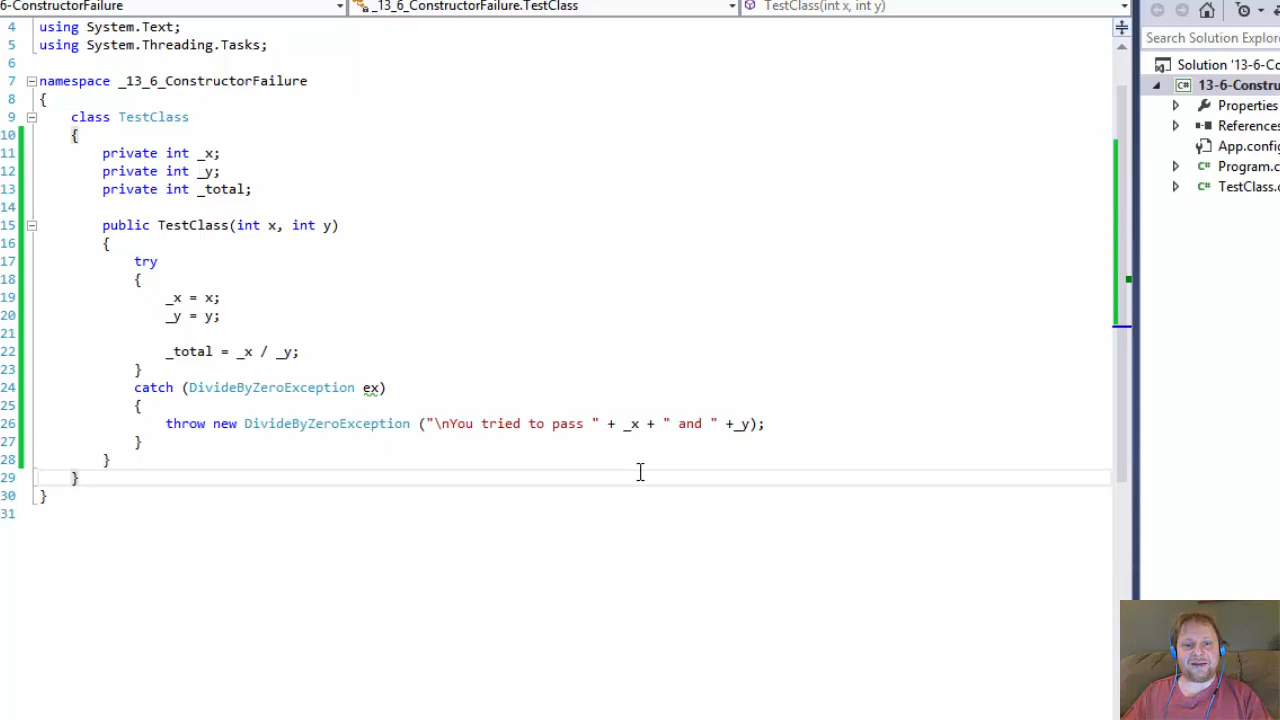 6-ConstructorFailure
_13_6_ConstructorFailure.TestClass
TestClass(int x, int y)
4 using System.Text;
5 using System.Threading.Tasks;
6
7 namespace _13_6_ConstructorFailure
8 {
9 class TestClass
10 {
11 private int _x;
12 private int _y;
13 private int _total;
14
15 public TestClass(int x, int y)
16 {
17 try
18 {
19 _x = x;
20 _y = y;
21
22 _total = _x / _y;
23 }
24 catch (DivideByZeroException ex)
25 {
26 throw new DivideByZeroException ("\nYou tried to pass " + _x + " and " +_y);
27 }
28 }
29 }
30 }
31
Search Solution Explore
Solution '13-6-Co
C# 13-6-Constru
Properties
References
App.config
C# Program.c
C# TestClass.c